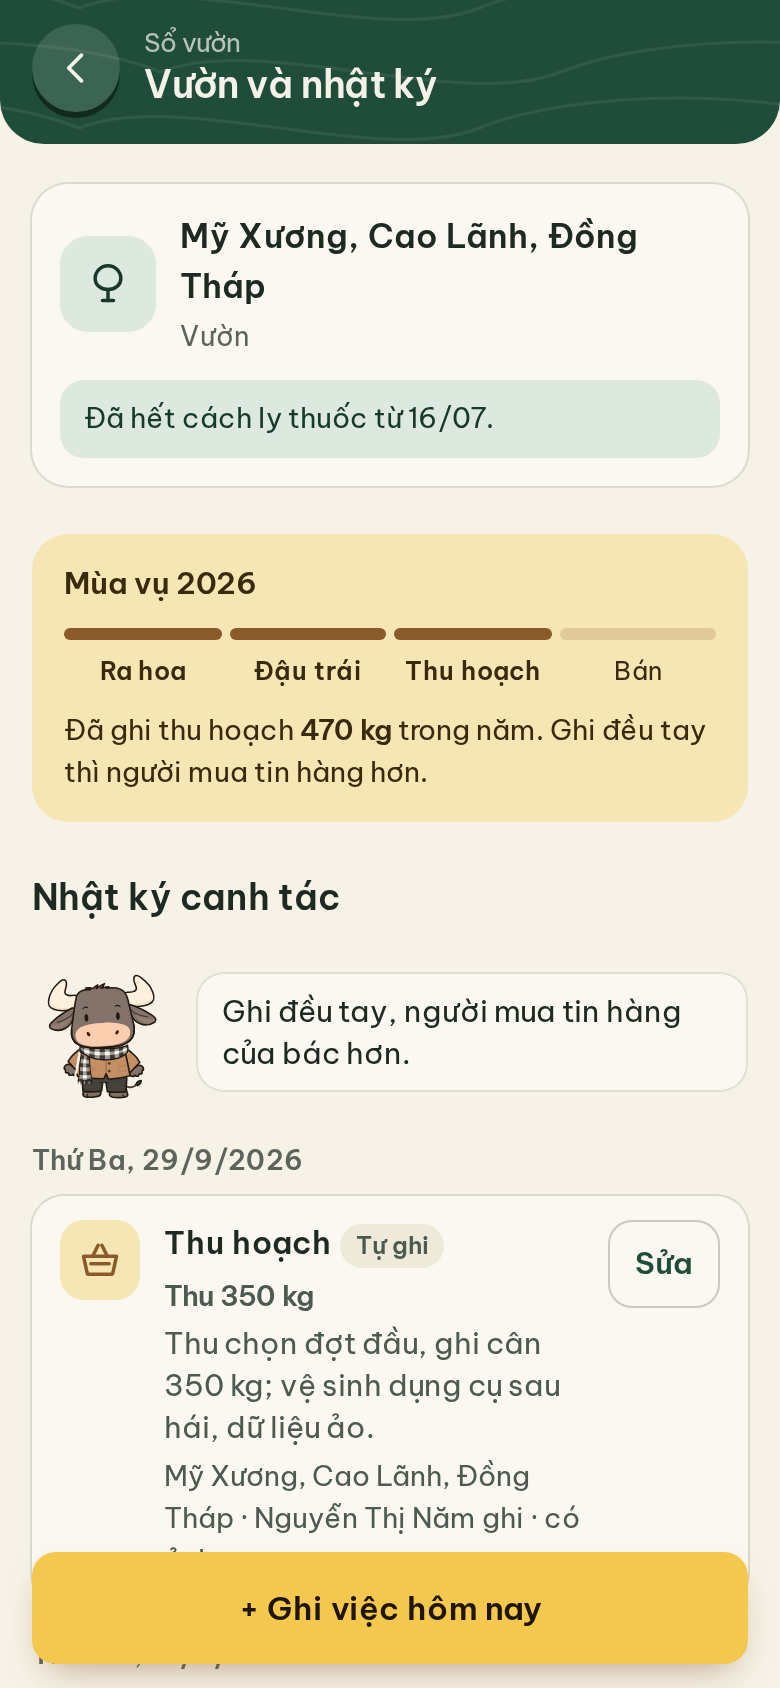 Sổ vườn
Vườn và nhật ký
Mỹ Xương, Cao Lãnh, Đồng
Tháp
Vườn
Đã hết cách ly thuốc từ 16/07.
Mùa vụ 2026
Ra hoa
Đậu trái
Thu hoạch
Bán
Đã ghi thu hoạch 470 kg trong năm. Ghi đều tay
thì người mua tin hàng hơn.
Nhật ký canh tác
Ghi đều tay, người mua tin hàng
của bác hơn.
Thứ Ba, 29/9/2026
Thu hoạch Tự ghi
Sửa
Thu 350 kg
Thu chọn đợt đầu, ghi cân
350 kg; vệ sinh dụng cụ sau
hái, dữ liệu ảo.
Mỹ Xương, Cao Lãnh, Đồng
Tháp · Nguyễn Thị Năm ghi · có
+ Ghi việc hôm nay